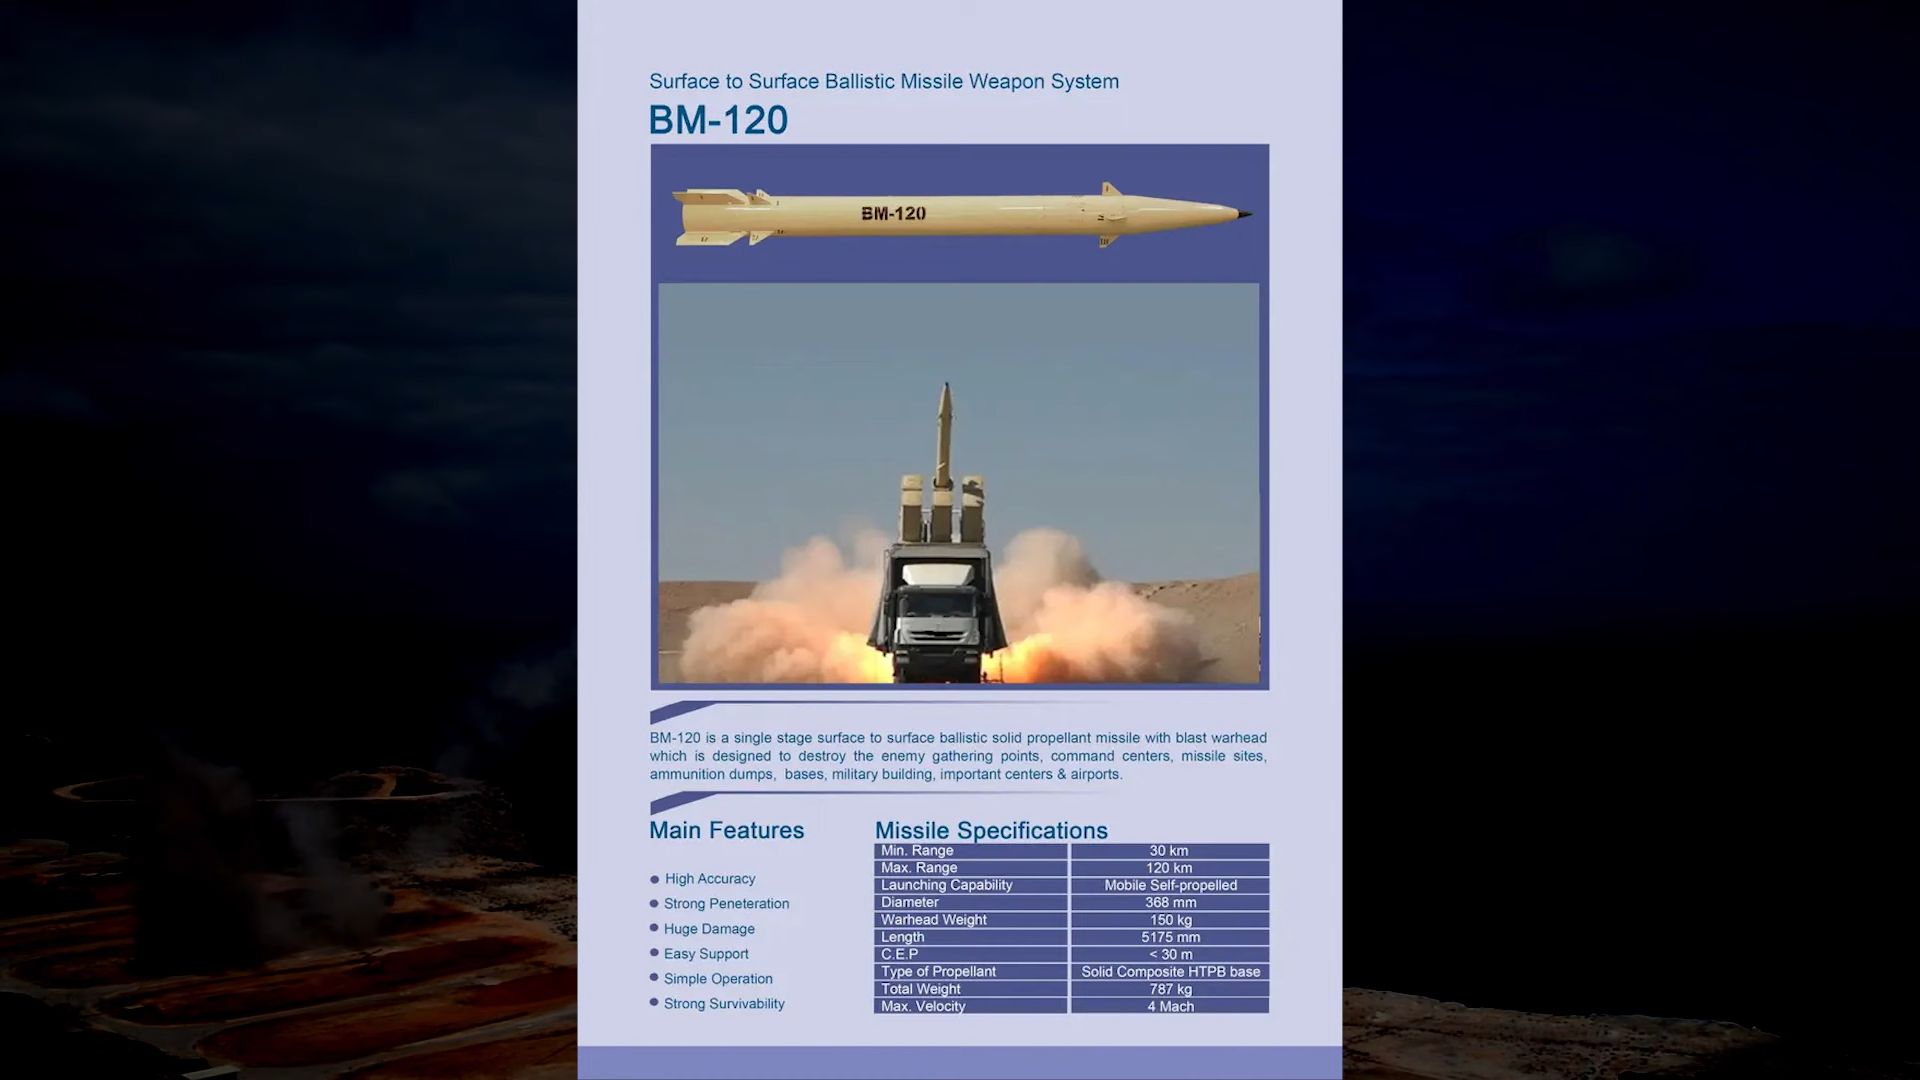 Surface to Surface Ballistic Missile Weapon System
BM-120
BM-120
BM-120 is a single stage surface to surface ballistic solid propellant missile with blast warhead
which is designed to destroy the enemy gathering points, command centers, missile sites,
ammunition dumps, bases, military building, important centers & airports.
Main Features
High Accuracy
Strong Peneteration
Huge Damage
Easy Support
Simple Operation
Strong Survivability
Missile Specifications
Min. Range 30 km
Max. Range 120 km
Launching Capability Mobile Self-propelled
Diameter 368 mm
Warhead Weight 150 kg
Length 5175 mm
C.E.P < 30 m
Type of Propellant Solid Composite HTPB base
Total Weight 787 kg
Max. Velocity 4 Mach